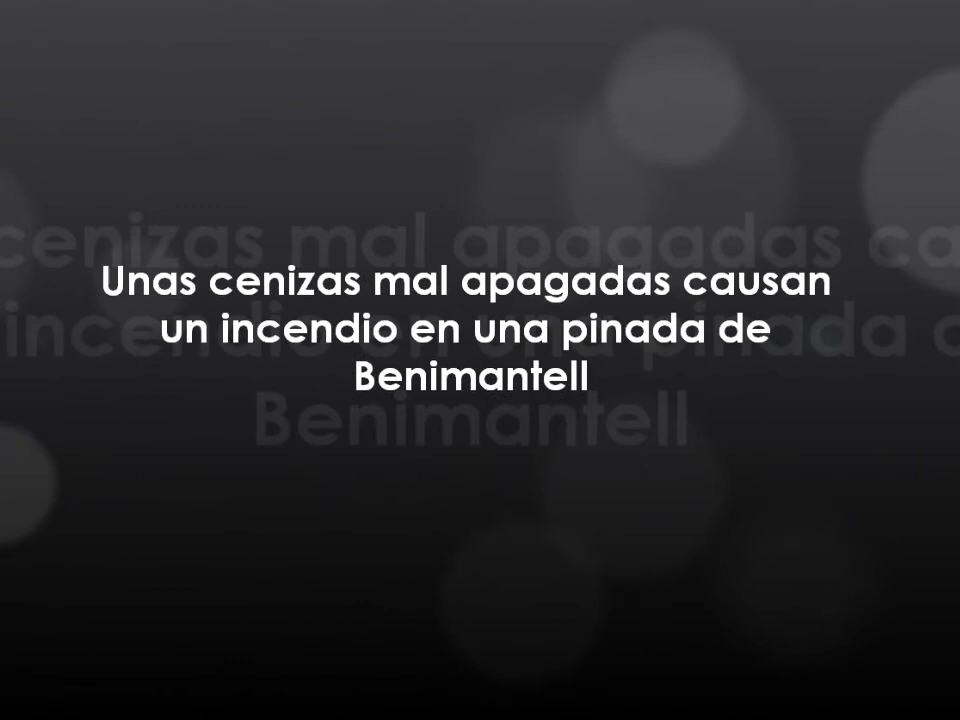 Unas cenizas mal apagadas causan
un incendio en una pinada de
Benimantell